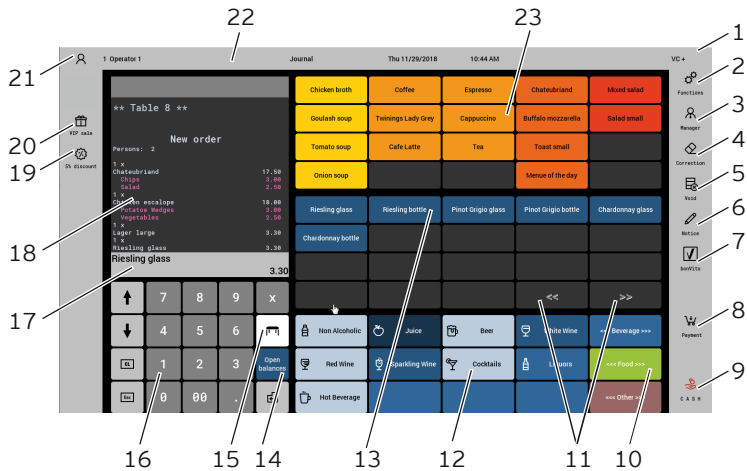 22
23
1
21
1 Operator 1
Journal
Thu 11/29/2018
10:44 AM
VC +
2
Functions
3
Manager
4
Correction
5
Void
6
Notice
7
bonVito
8
Payment
9
CASH
20
VIP sale
19
5% discount
** Table 8 **
New order
Persons: 2
1 x
Chateaubriand 17.50
Chips 3.00
Salad 2.50
1 x
Chicken escalope 18.00
Potatoe Wedges 3.00
Vegetables 2.50
1 x
Lager large 3.30
1 x
Riesling glass 3.30
18
Riesling glass
3.30
17
Chicken broth
Coffee
Espresso
Chateaubriand
Mixed salad
Goulash soup
Twinings Lady Grey
Cappuccino
Buffalo mozzarella
Salad small
Tomato soup
Cafe Latte
Tea
Toast small
Onion soup
Menue of the day
Riesling glass
Riesling bottle
Pinot Grigio glass
Pinot Grigio bottle
Chardonnay glass
Chardonnay bottle
<<
>>
7 8 9 X
4 5 6
CL 1 2 3 Open balances
Esc 0 00 .
Non Alcoholic
Juice
Beer
White Wine
<<< Beverage >>>
Red Wine
Sparkling Wine
Cocktails
Liquors
<<< Food >>>
Hot Beverage
<<< Other >>>
16
15
14
13
12
11
10